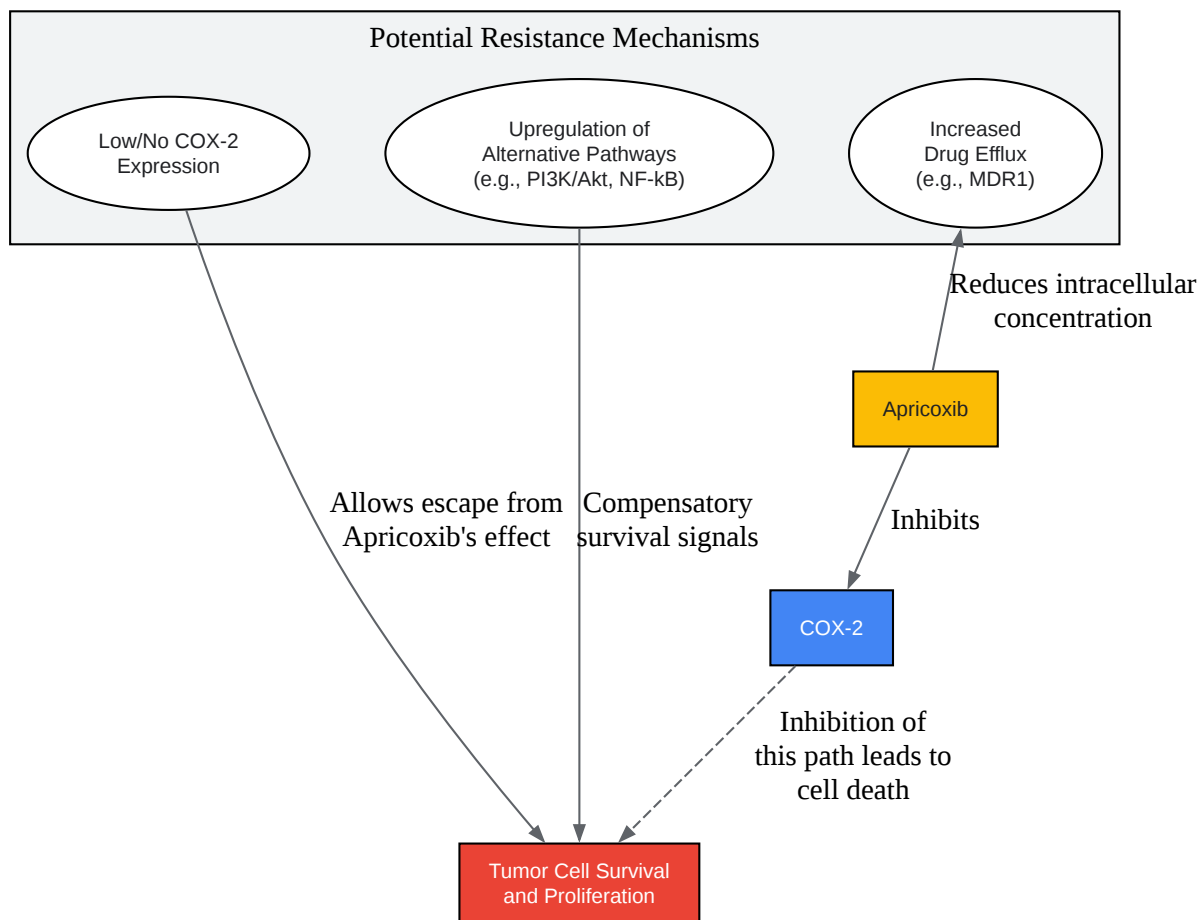 Potential Resistance Mechanisms
Low/No COX-2
Expression
Upregulation of
Alternative Pathways
(e.g., PI3K/Akt, NF-kB)
Increased
Drug Efflux
(e.g., MDR1)
Reduces intracellular
concentration
Apricoxib
Allows escape from
Apricoxib's effect
Compensatory
survival signals
Inhibits
COX-2
Inhibition of
this path leads to
cell death
Tumor Cell Survival
and Proliferation